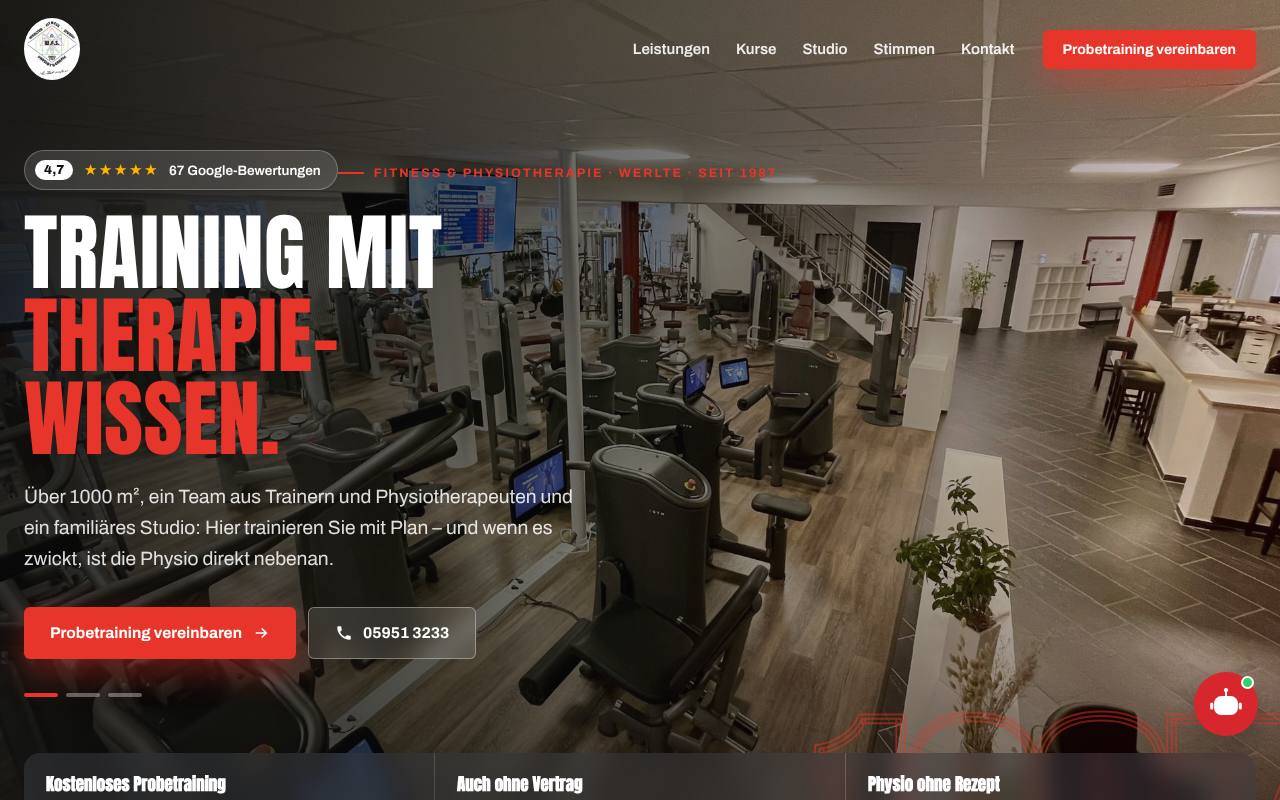 Leistungen Kurse Studio Stimmen Kontakt Probetraining vereinbaren
4,7 ★★★★★ 67 Google-Bewertungen
FITNESS & PHYSIOTHERAPIE · WERLTE · SEIT 1987
TRAINING MIT
THERAPIE-
WISSEN.
Über 1000 m², ein Team aus Trainern und Physiotherapeuten und
ein familiäres Studio: Hier trainieren Sie mit Plan – und wenn es
zwickt, ist die Physio direkt nebenan.
Probetraining vereinbaren →
05951 3233
Kostenloses Probetraining
Auch ohne Vertrag
Physio ohne Rezept